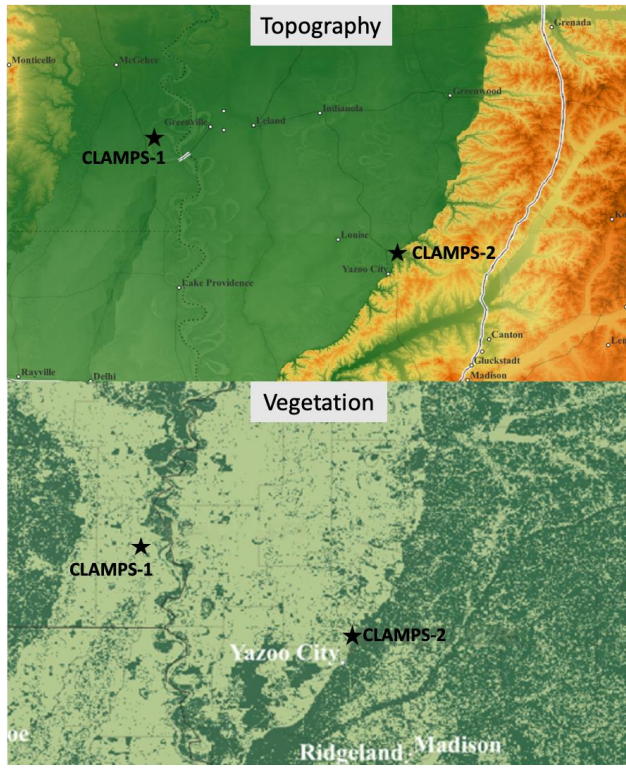 Topography
Grenada
Monticello
McGehee
Greenwood
Indianola
Greenville
Leland
CLAMPS-1
Louise
CLAMPS-2
Yazoo City
Lake Providence
Canton
Gluckstadt
Rayville
Delhi
Madison
Vegetation
CLAMPS-1
CLAMPS-2
Yazoo City
oe
Ridgeland
Madison